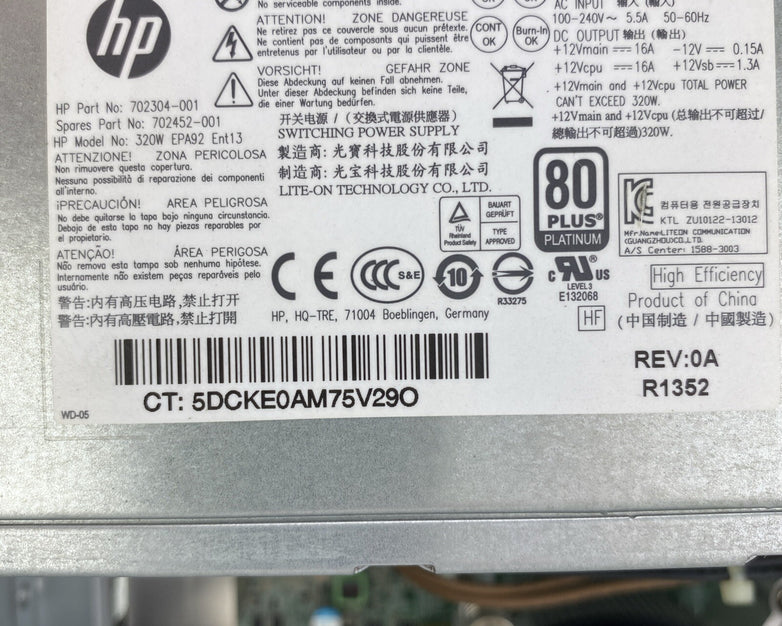 No serviceable components inside.
hp
ATTENTION! ZONE DANGEREUSE
Ne retirez pas ce couvercle sous aucun prétexte.
Ne contient pas de composants qui puissent être
entretenus par l'utilisateur ou par la clientèle.
VORSICHT! GEFAHR ZONE
Diese Abdeckung auf keinen Fall abnehmen.
Unter dieser Abdeckung befinden sich keine Teile,
die einer Wartung bedürfen.
CONT OK
Burn-In OK
AC INPUT 输入 (輸入)
100-240V~ 5.5A 50-60Hz
DC OUTPUT 输出 (輸出)
+12Vmain 16A -12V 0.15A
+12Vcpu 16A +12Vsb 1.3A
+12Vmain and +12Vcpu TOTAL POWER
CAN'T EXCEED 320W.
+12Vmain and +12Vcpu (总输出不可超过/
總輸出不可超過)320W.
HP Part No: 702304-001
Spares Part No: 702452-001
HP Model No: 320W EPA92 Ent13
ATTENZIONE! ZONA PERICOLOSA
Non rimuovere questa copertura.
Nessuna possibilità di reparazione dei componenti
all'interno.
¡PRECAUCIÓN! AREA PELIGROSA
No debe quitarse la tapa bajo ninguna circunstancia.
Debajo de esta tapa no hay piezas reparables por
el propietario.
ATENÇÃO! ÁREA PERIGOSA
Não remova esta tampa sob nenhuma hipótese.
Internamente não existem peças reparáveis pelo
usuário.
警告:内有高压电路,禁止打开
警告:內有高壓電路,禁止打開
开关电源 / (交換式電源供應器)
SWITCHING POWER SUPPLY
製造商: 光寶科技股份有限公司
制造商: 光宝科技股份有限公司
LITE-ON TECHNOLOGY CO., LTD.
TÜV
Rheinland
Product Safety
BAUART
GEPRÜFT
TYPE
APPROVED
80
PLUS®
PLATINUM
컴퓨터용 전원공급장치
KTL ZU10122-13012
Mfr.Name:LITEON COMMUNICATION
(GUANGZHOU)CO.,LTD.
A/S Center: 1588-3003
CE
CCC S&E
10
R33275
c RU® US
LEVEL 3
E132068
High Efficiency
HF
Product of China
(中国制造 / 中國製造)
HP, HQ-TRE, 71004 Boeblingen, Germany
REV:0A
R1352
CT: 5DCKE0AM75V29O
WD-05